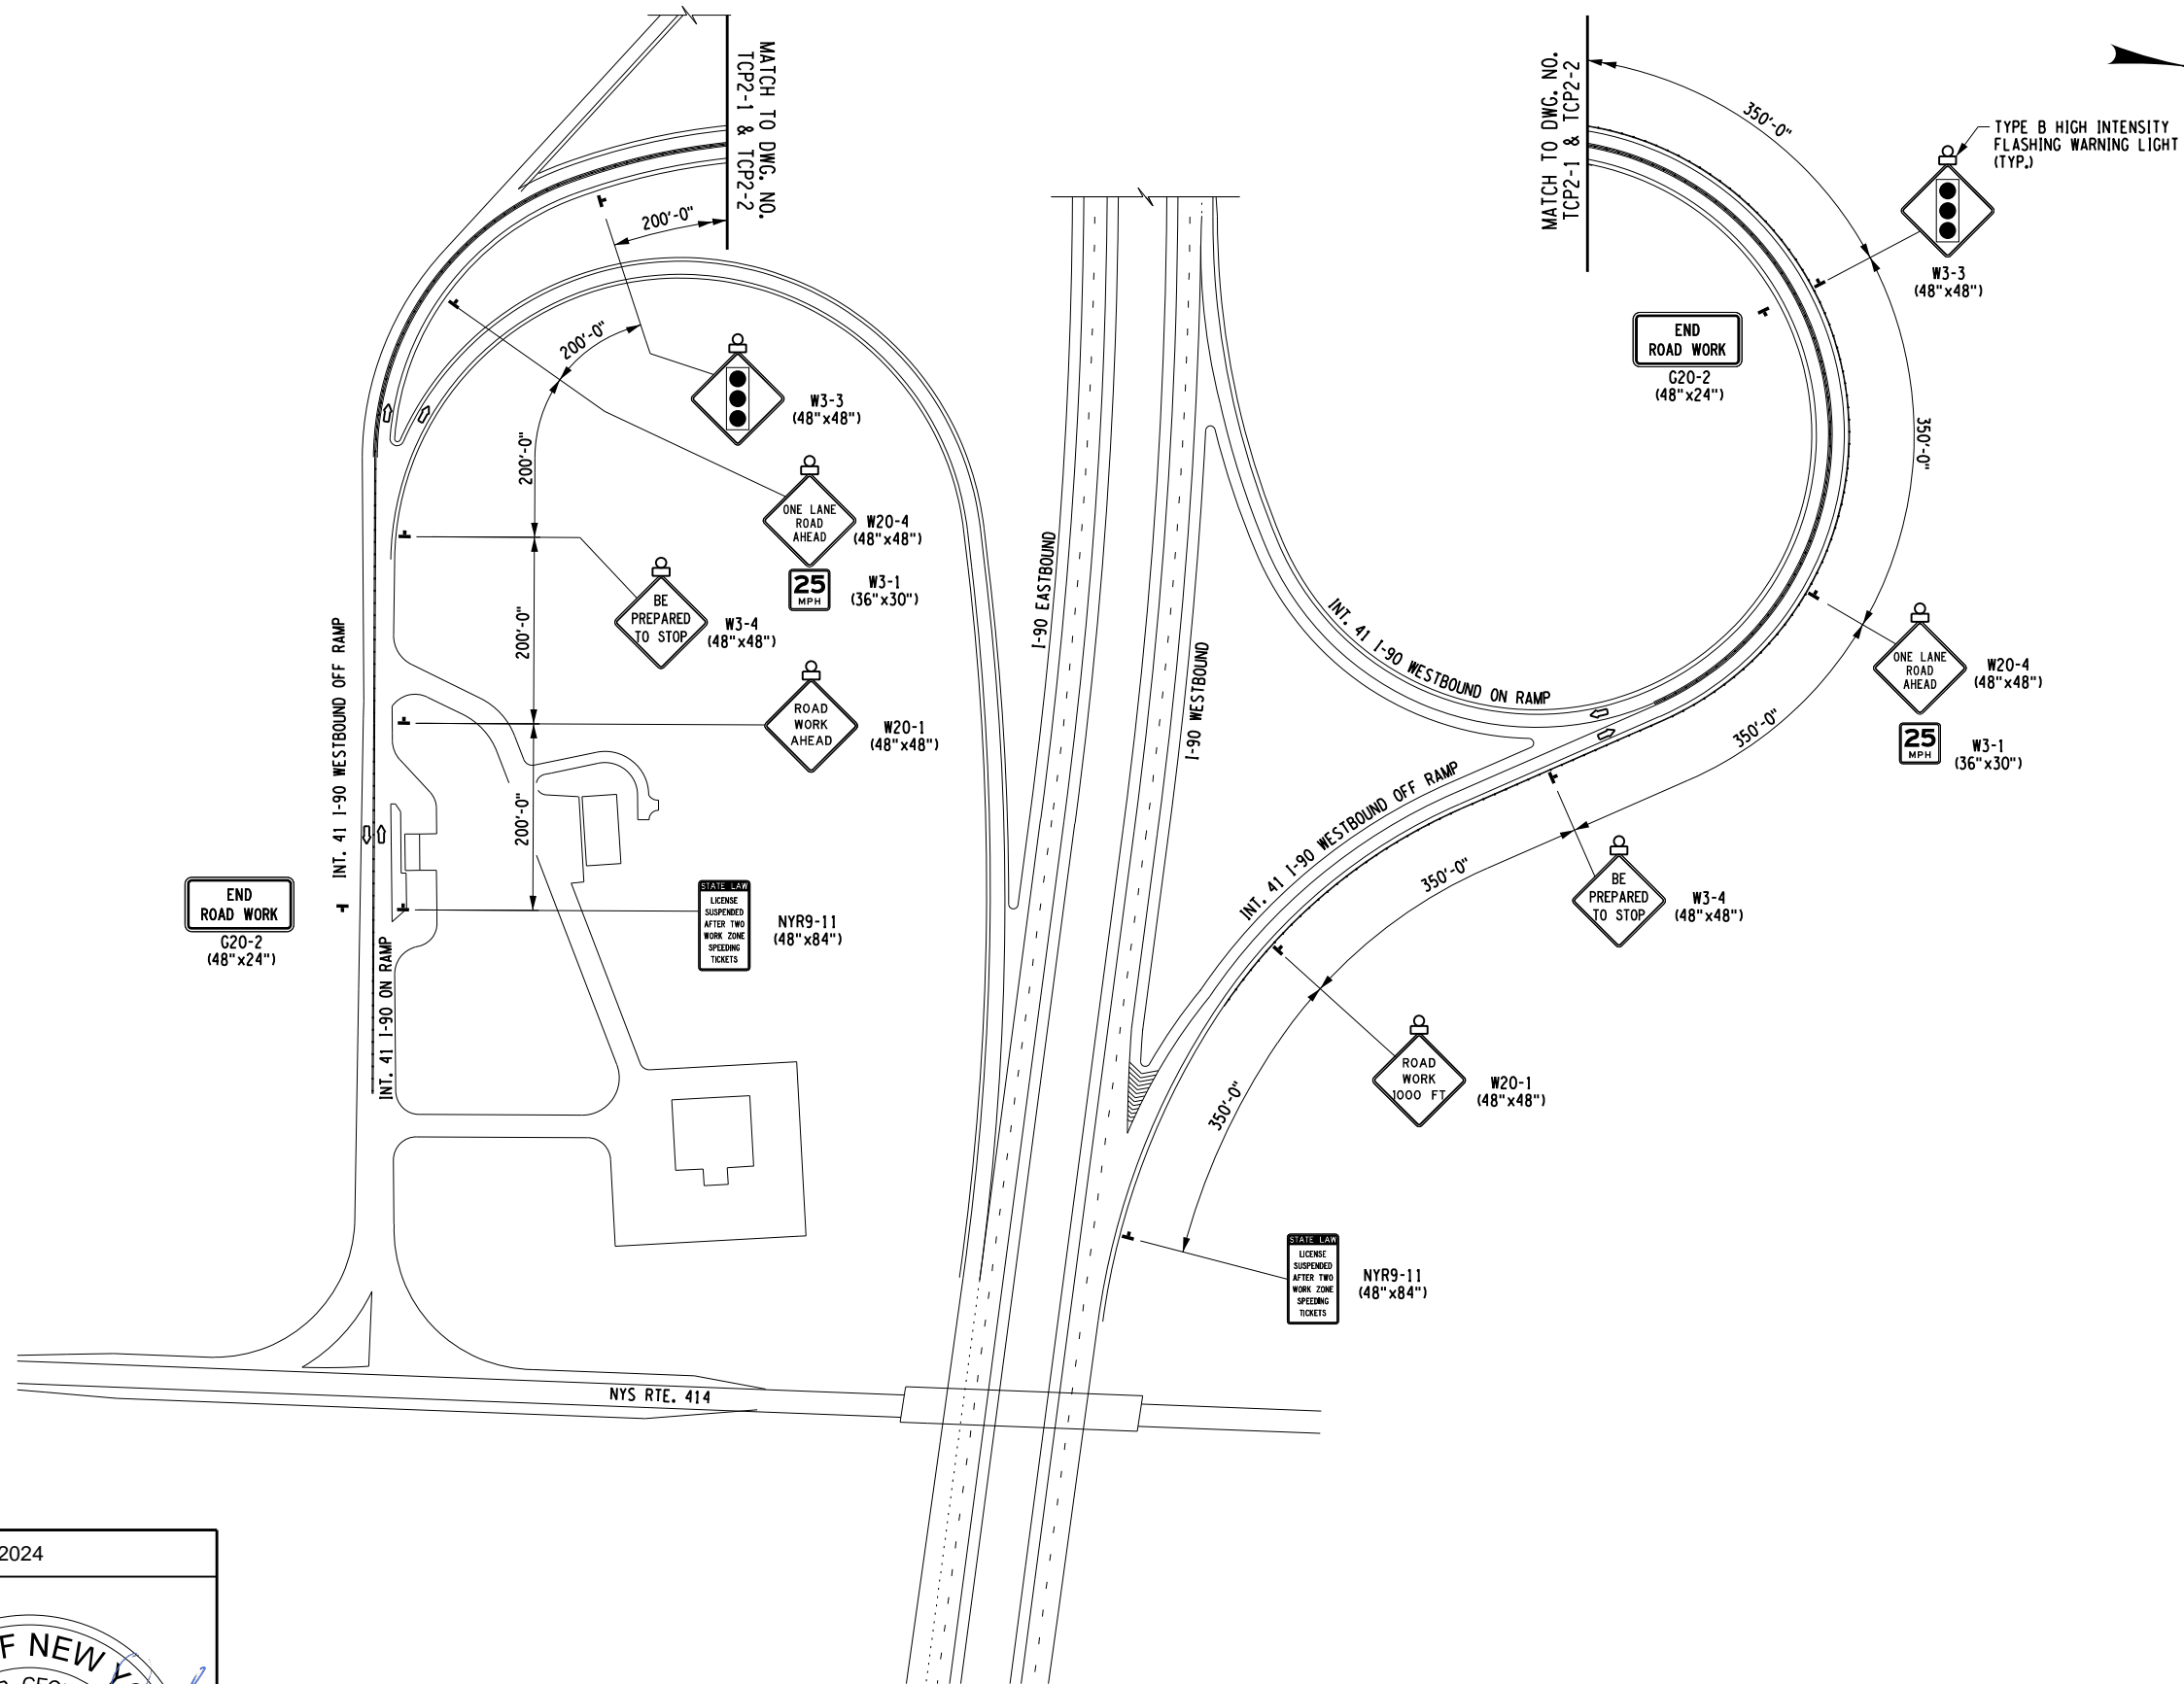 MATCH TO DWG. NO.
TCP2-1 & TCP2-2
200'-0"
200'-0"
200'-0"
200'-0"
200'-0"
W3-3
(48"x48")
ONE LANE
ROAD
AHEAD
W20-4
(48"x48")
25
MPH
W3-1
(36"x30")
BE
PREPARED
TO STOP
W3-4
(48"x48")
ROAD
WORK
AHEAD
W20-1
(48"x48")
STATE LAW
LICENSE
SUSPENDED
AFTER TWO
WORK ZONE
SPEEDING
TICKETS
NYR9-11
(48"x84")
END
ROAD WORK
G20-2
(48"x24")
INT. 41 I-90 WESTBOUND OFF RAMP
INT. 41 I-90 ON RAMP
I-90 EASTBOUND
I-90 WESTBOUND
NYS RTE. 414
MATCH TO DWG. NO.
TCP2-1 & TCP2-2
350'-0"
TYPE B HIGH INTENSITY
FLASHING WARNING LIGHT
(TYP.)
W3-3
(48"x48")
END
ROAD WORK
G20-2
(48"x24")
350'-0"
INT. 41 I-90 WESTBOUND ON RAMP
ONE LANE
ROAD
AHEAD
W20-4
(48"x48")
25
MPH
W3-1
(36"x30")
350'-0"
INT. 41 I-90 WESTBOUND OFF RAMP
350'-0"
BE
PREPARED
TO STOP
W3-4
(48"x48")
350'-0"
ROAD
WORK
1000 FT
W20-1
(48"x48")
STATE LAW
LICENSE
SUSPENDED
AFTER TWO
WORK ZONE
SPEEDING
TICKETS
NYR9-11
(48"x84")
2024
F NEW Y